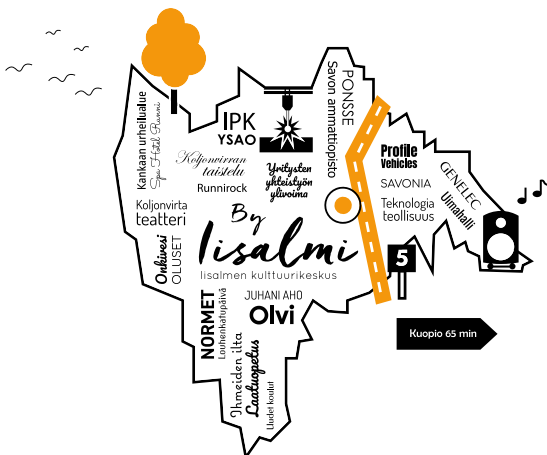 Kankaan urheilualue
Spa Hotel Runni
IPK
YSAO
PONSSE
Savon ammattiopisto
Koljonvirran
taistelu
Runnirock
Yritysten
yhteistyön
ylivoima
Profile
Vehicles
SAVONIA
Teknologia
teollisuus
GENELEC
Uimahalli
Koljonvirta
teatteri
Onkivesi
OLUSET
By
Iisalmi
Iisalmen kulttuurikeskus
5
NORMET
Louhenkatupäivä
JUHANI AHO
Olvi
Ihmeiden ilta
Laatuopetus
Uudet koulut
Kuopio 65 min